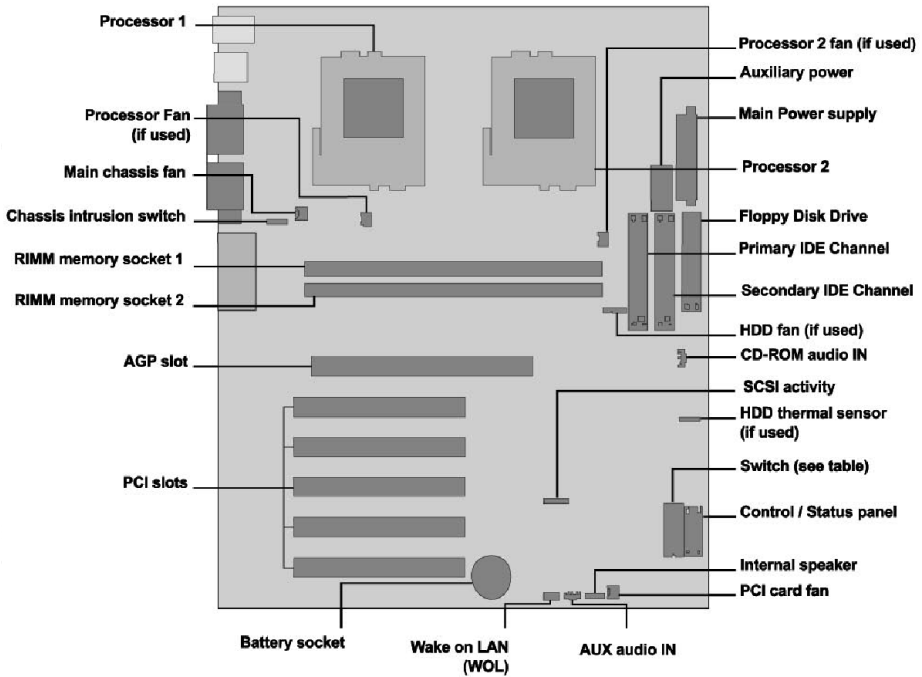 Processor 1
Processor Fan
(if used)
Main chassis fan
Chassis intrusion switch
RIMM memory socket 1
RIMM memory socket 2
AGP slot
PCI slots
Battery socket
Wake on LAN
(WOL)
AUX audio IN
Processor 2 fan (if used)
Auxiliary power
Main Power supply
Processor 2
Floppy Disk Drive
Primary IDE Channel
Secondary IDE Channel
HDD fan (if used)
CD-ROM audio IN
SCSI activity
HDD thermal sensor
(if used)
Switch (see table)
Control / Status panel
Internal speaker
PCI card fan